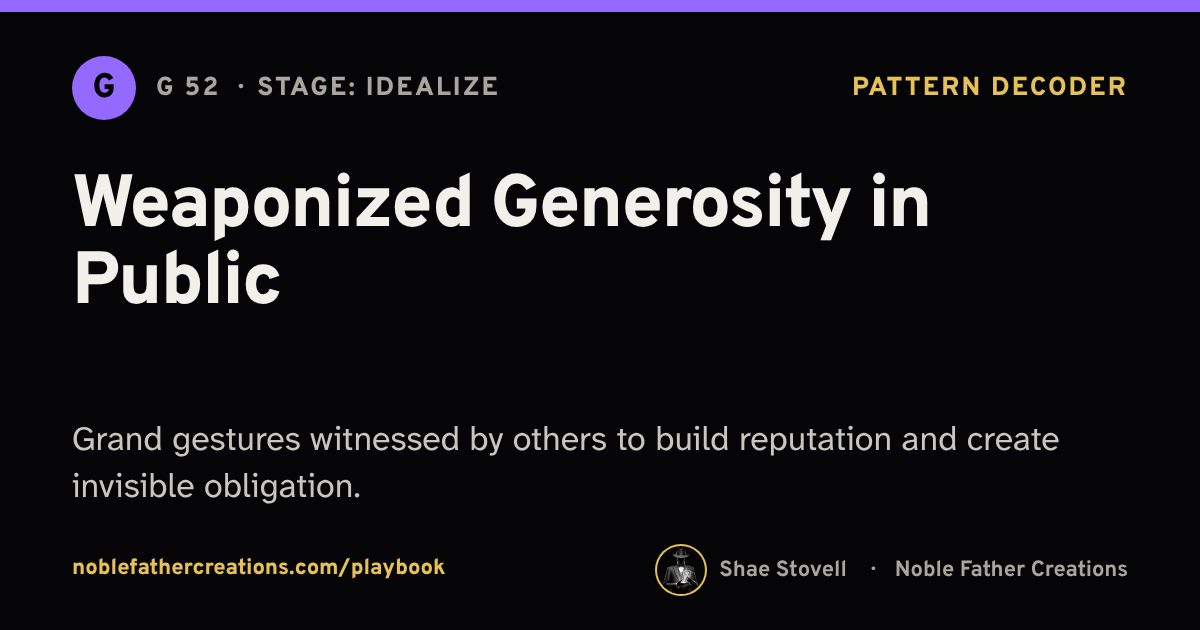 G
G 52 · STAGE: IDEALIZE
PATTERN DECODER
Weaponized Generosity in
Public
Grand gestures witnessed by others to build reputation and create
invisible obligation.
noblefathercreations.com/playbook
Shae Stovell · Noble Father Creations